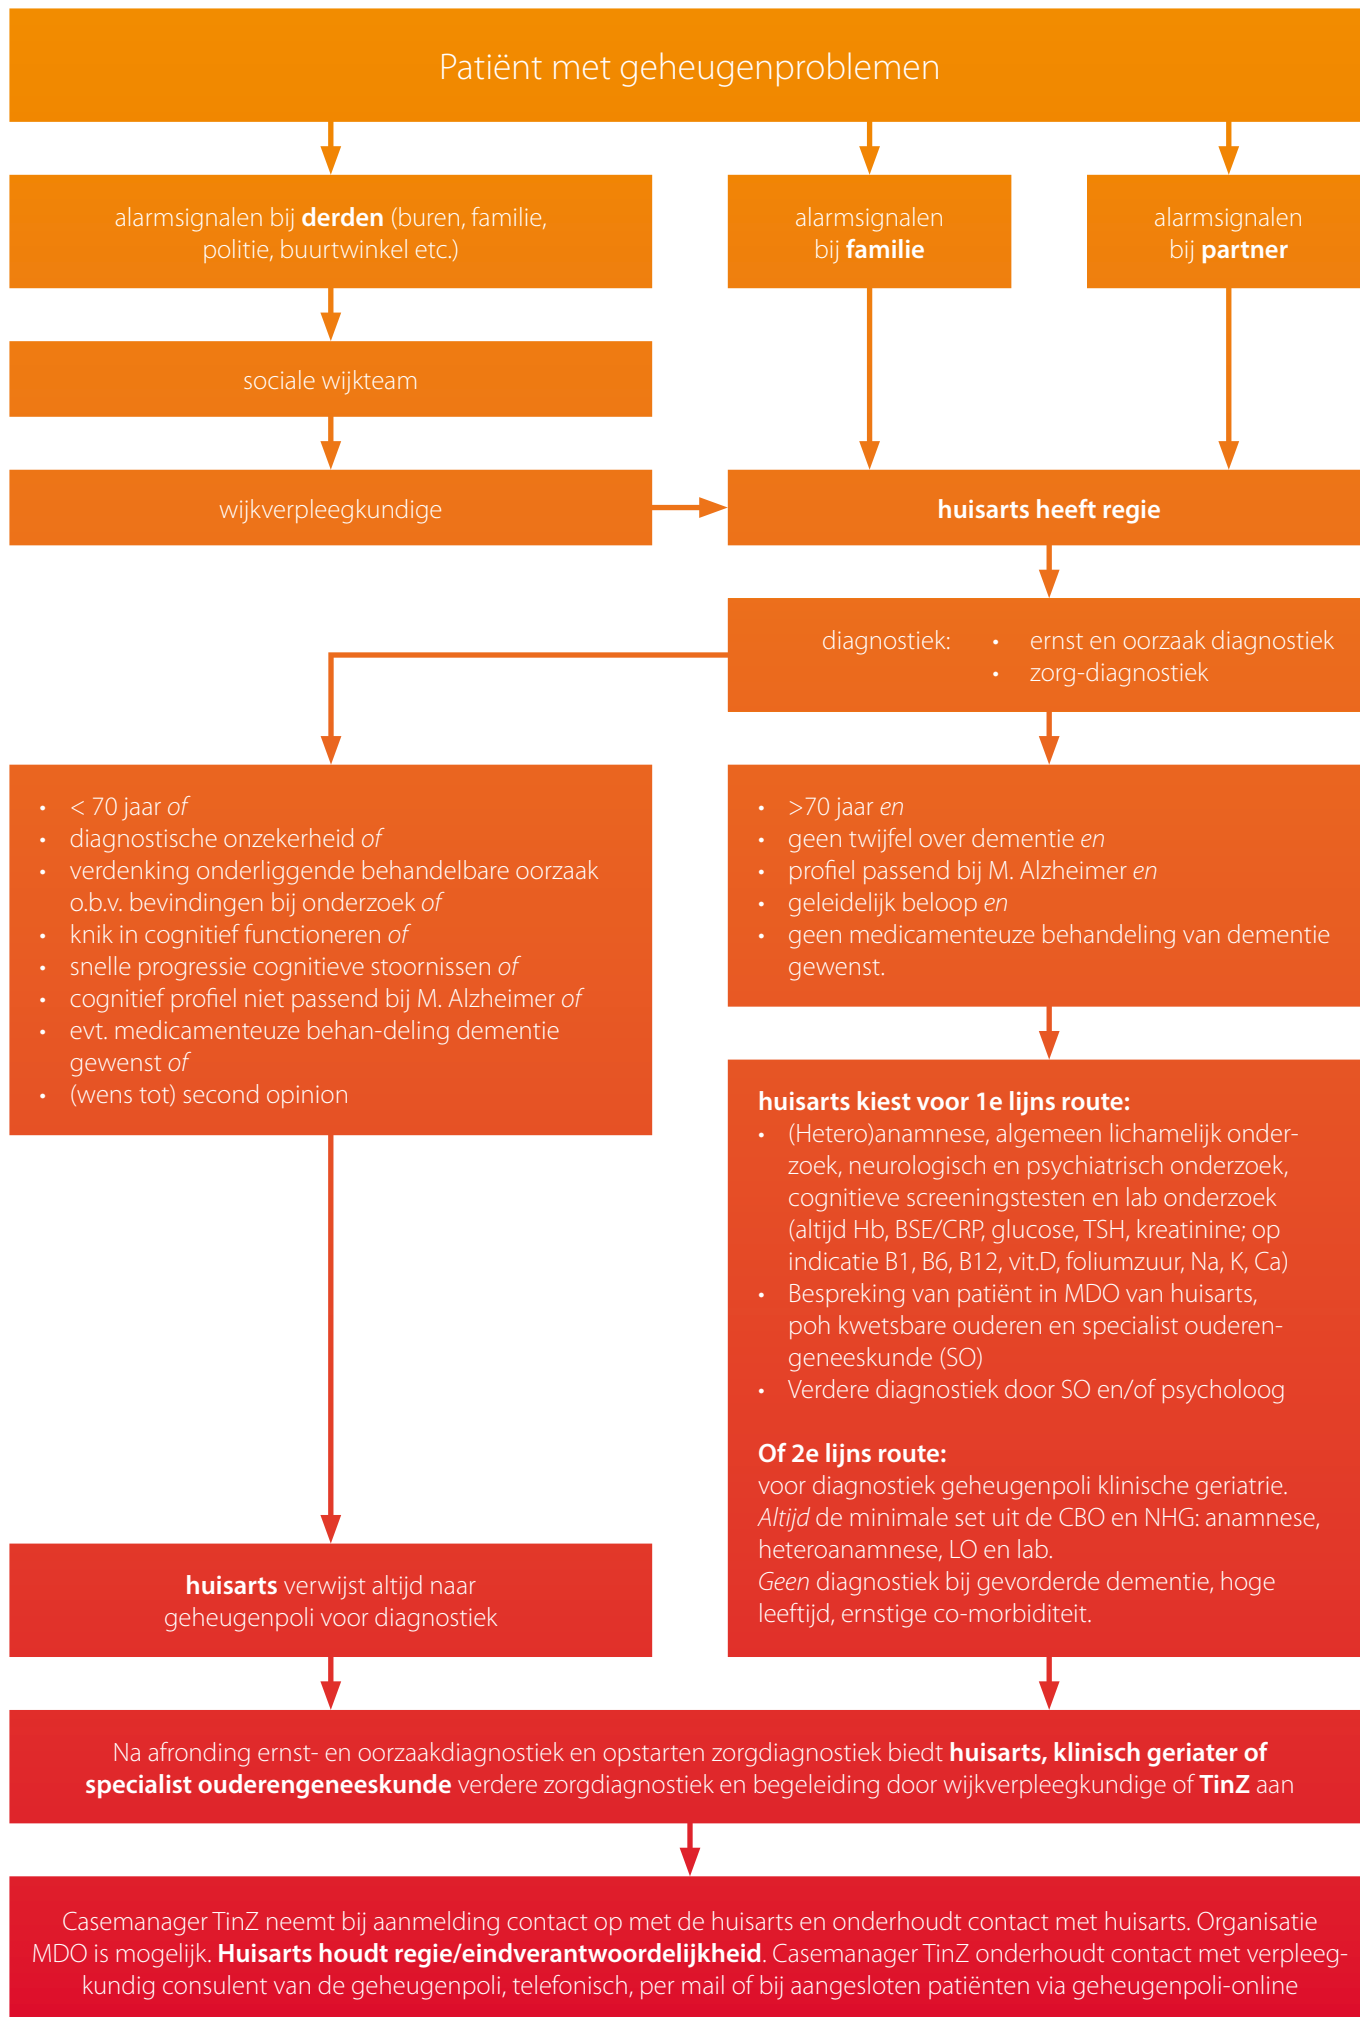 Patiënt met geheugenproblemen
alarmsignalen bij derden (buren, familie,
politie, buurtwinkel etc.)
alarmsignalen
bij familie
alarmsignalen
bij partner
sociale wijkteam
wijkverpleegkundige
huisarts heeft regie
diagnostiek:
• ernst en oorzaak diagnostiek
• zorg-diagnostiek
• < 70 jaar of
• diagnostische onzekerheid of
• verdenking onderliggende behandelbare oorzaak
o.b.v. bevindingen bij onderzoek of
• knik in cognitief functioneren of
• snelle progressie cognitieve stoornissen of
• cognitief profiel niet passend bij M. Alzheimer of
• evt. medicamenteuze behan-deling dementie
gewenst of
• (wens tot) second opinion
• >70 jaar en
• geen twijfel over dementie en
• profiel passend bij M. Alzheimer en
• geleidelijk beloop en
• geen medicamenteuze behandeling van dementie
gewenst.
huisarts kiest voor 1e lijns route:
• (Hetero)anamnese, algemeen lichamelijk onder-
zoek, neurologisch en psychiatrisch onderzoek,
cognitieve screeningstesten en lab onderzoek
(altijd Hb, BSE/CRP, glucose, TSH, kreatinine; op
indicatie B1, B6, B12, vit.D, foliumzuur, Na, K, Ca)
• Bespreking van patiënt in MDO van huisarts,
poh kwetsbare ouderen en specialist ouderen-
geneeskunde (SO)
• Verdere diagnostiek door SO en/of psycholoog
Of 2e lijns route:
voor diagnostiek geheugenpoli klinische geriatrie.
Altijd de minimale set uit de CBO en NHG: anamnese,
heteroanamnese, LO en lab.
Geen diagnostiek bij gevorderde dementie, hoge
leeftijd, ernstige co-morbiditeit.
huisarts verwijst altijd naar
geheugenpoli voor diagnostiek
Na afronding ernst- en oorzaakdiagnostiek en opstarten zorgdiagnostiek biedt huisarts, klinisch geriater of
specialist ouderengeneeskunde verdere zorgdiagnostiek en begeleiding door wijkverpleegkundige of TinZ aan
Casemanager TinZ neemt bij aanmelding contact op met de huisarts en onderhoudt contact met huisarts. Organisatie
MDO is mogelijk. Huisarts houdt regie/eindverantwoordelijkheid. Casemanager TinZ onderhoudt contact met verpleeg-
kundig consulent van de geheugenpoli, telefonisch, per mail of bij aangesloten patiënten via geheugenpoli-online